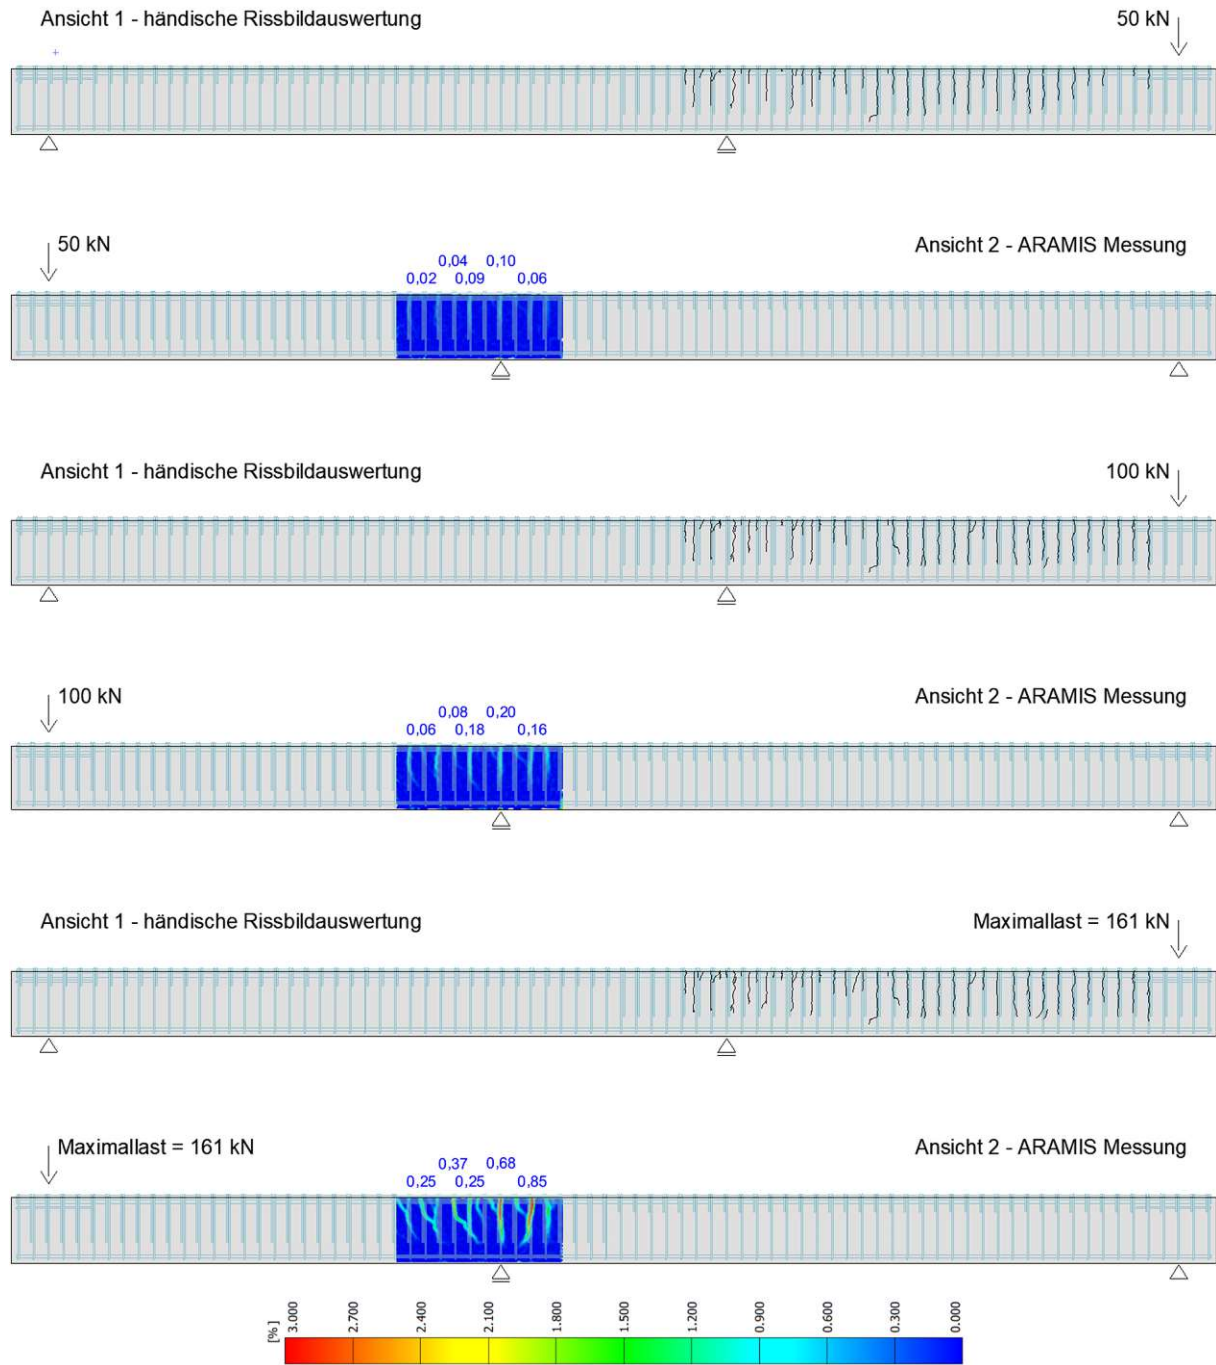 Ansicht 1 - händische Rissbildauswertung
50 kN
50 kN
Ansicht 2 - ARAMIS Messung
0,04 0,10
0,02 0,09 0,06
Ansicht 1 - händische Rissbildauswertung
100 kN
100 kN
Ansicht 2 - ARAMIS Messung
0,08 0,20
0,06 0,18 0,16
Ansicht 1 - händische Rissbildauswertung
Maximallast = 161 kN
Maximallast = 161 kN
Ansicht 2 - ARAMIS Messung
0,37 0,68
0,25 0,25 0,85
[%] 3.000 2.700 2.400 2.100 1.800 1.500 1.200 0.900 0.600 0.300 0.000